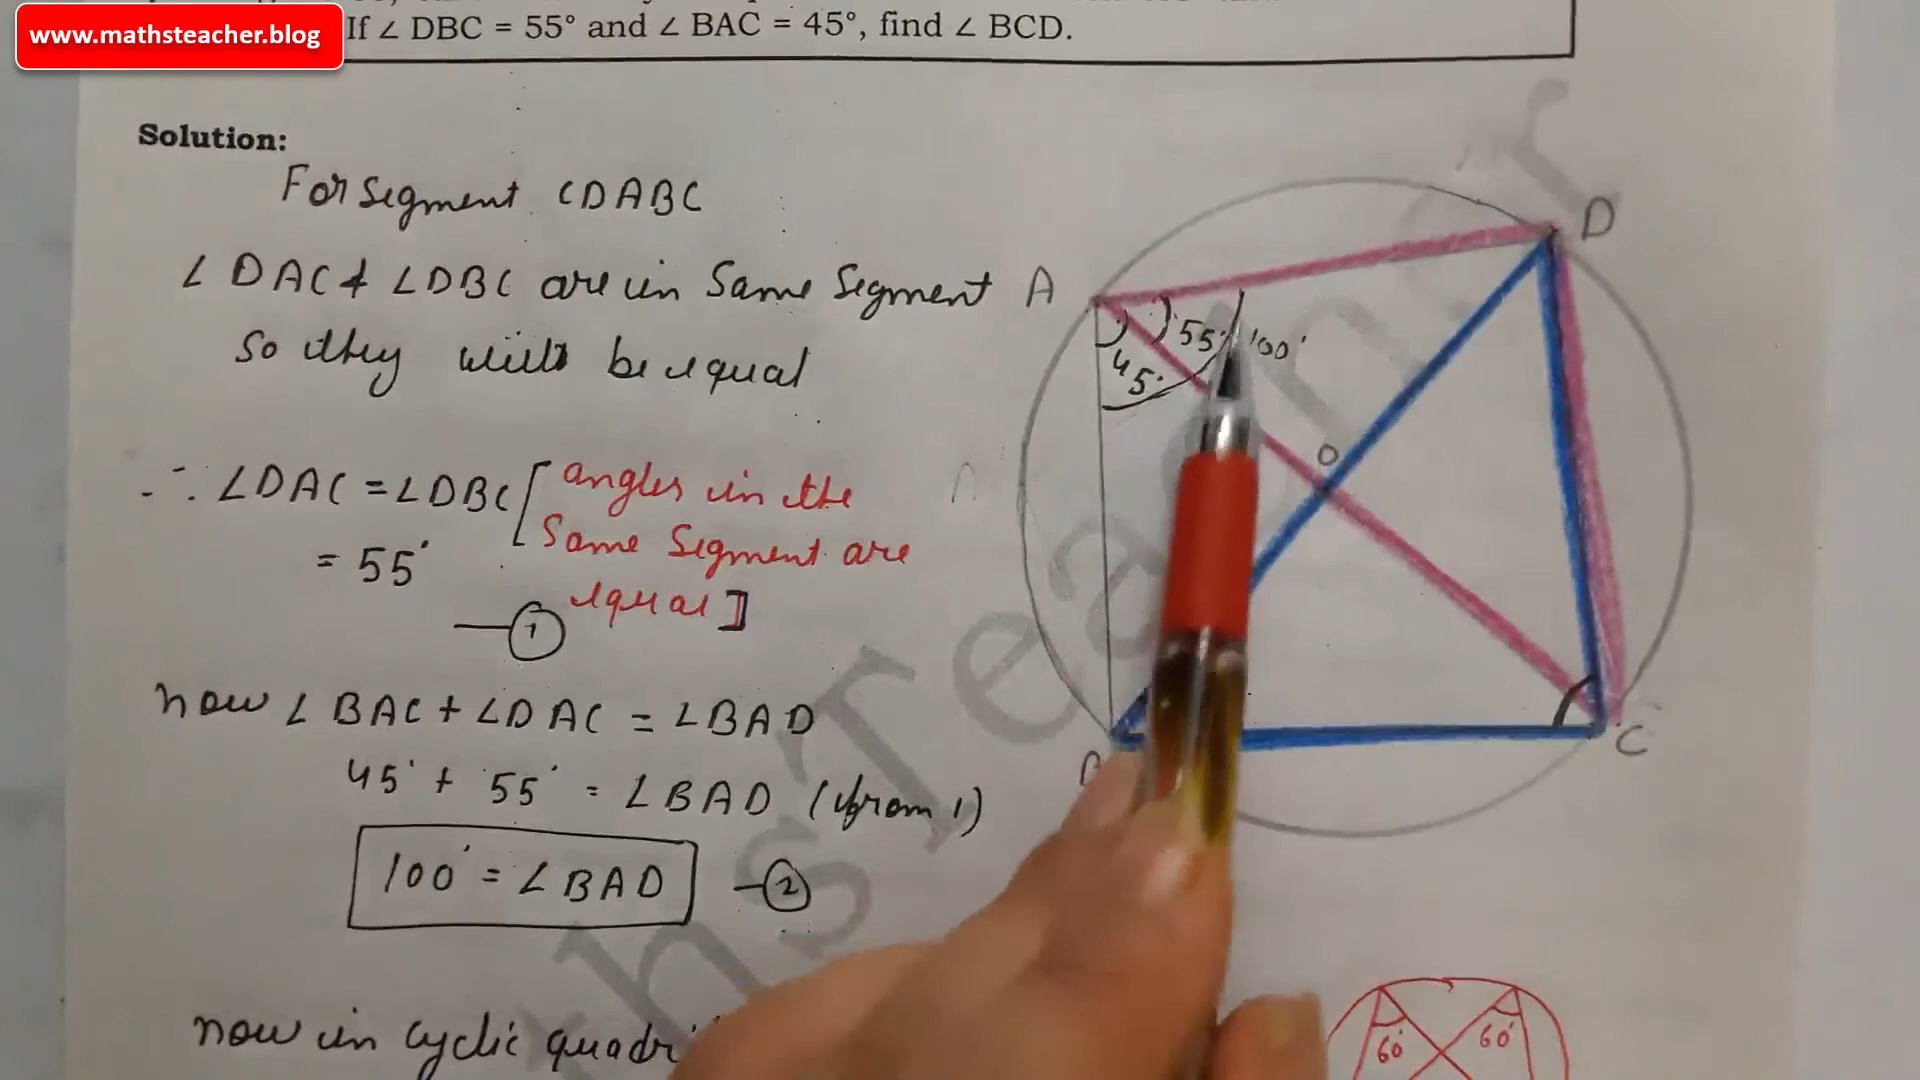 www.mathsteacher.blog
If ∠ DBC = 55° and ∠ BAC = 45°, find ∠ BCD.
Solution:
For Segment CDABC
∠DAC & ∠DBC are in Same Segment
So they will be equal
∴ ∠DAC = ∠DBC [angles in the
= 55° Same Segment are
equal]
—①
now ∠BAC + ∠DAC = ∠BAD
45° + 55° = ∠BAD (from 1)
100° = ∠BAD —②
now in cyclic
A
D
55°
100°
45°
O
B
C
60°
60°